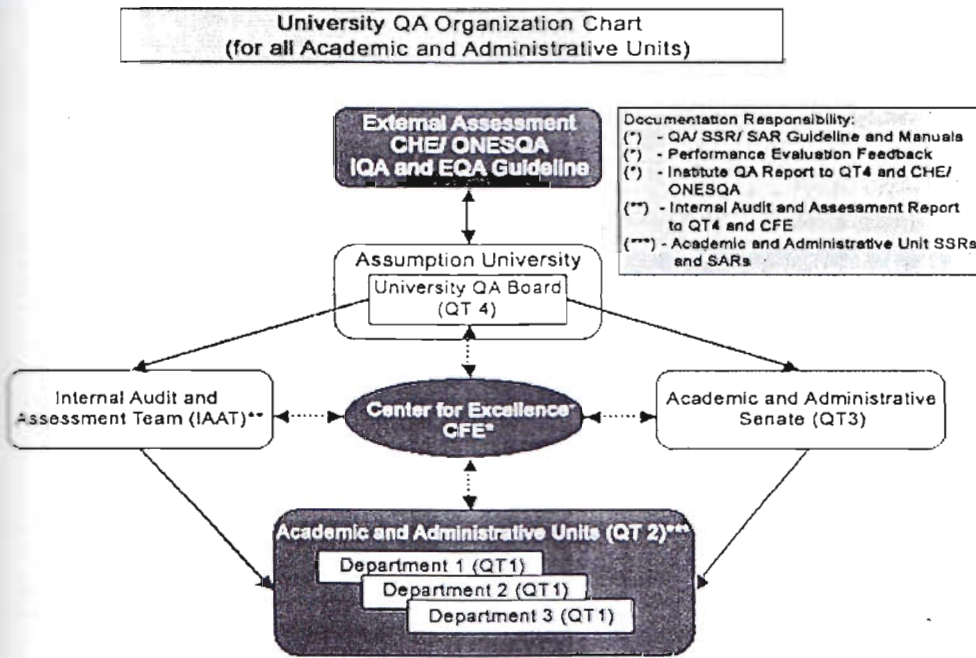 University QA Organization Chart
(for all Academic and Administrative Units)
External Assessment
CHE/ ONESQA
IQA and EQA Guideline
Documentation Responsibility:
(*) - QA/ SSR/ SAR Guideline and Manuals
(*) - Performance Evaluation Feedback
(*) - Institute QA Report to QT4 and CHE/
ONESQA
(**) - Internal Audit and Assessment Report
to QT4 and CFE
(***) - Academic and Administrative Unit SSRs
and SARs
Assumption University
University QA Board
(QT 4)
Internal Audit and
Assessment Team (IAAT)**
Center for Excellence
CFE*
Academic and Administrative
Senate (QT3)
Academic and Administrative Units (QT 2)***
Department 1 (QT1)
Department 2 (QT1)
Department 3 (QT1)